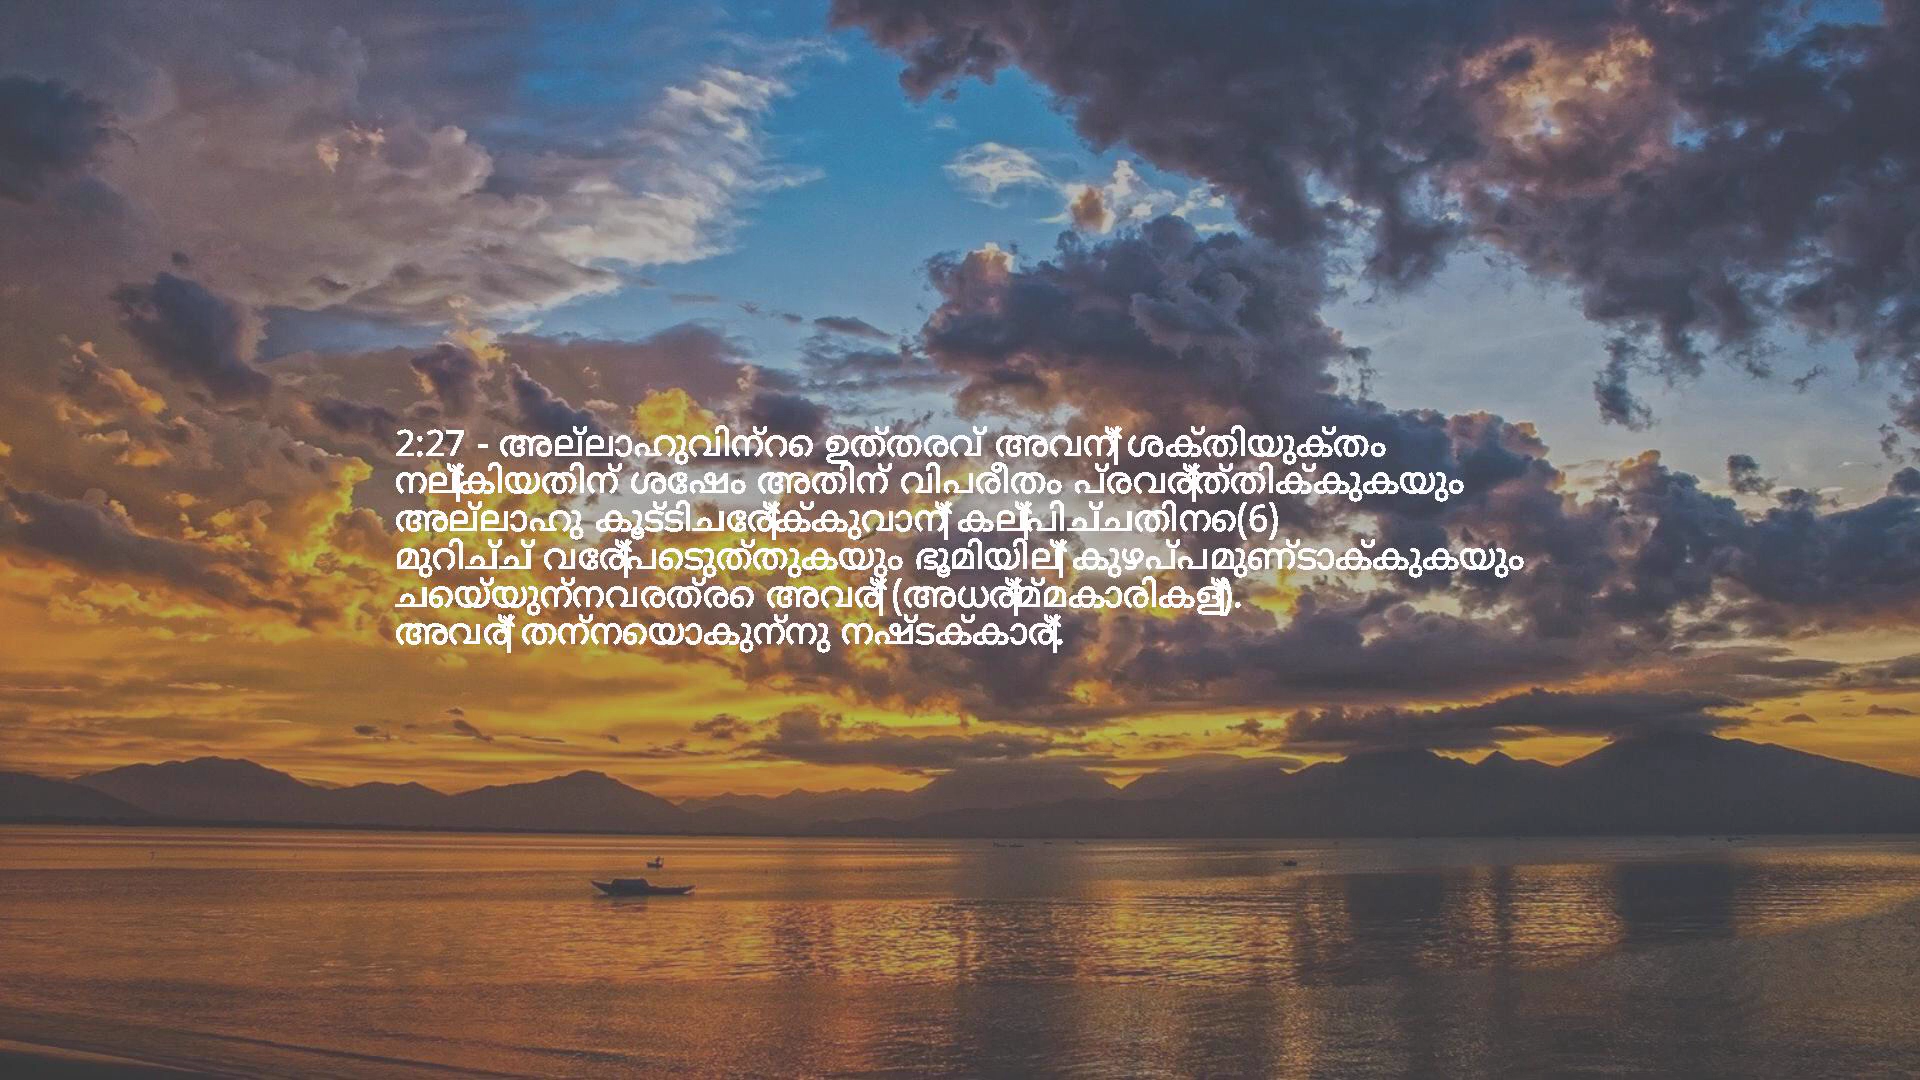 2:27 - അല്ലാഹുവിന്റെ ഉത്തരവ് അവന്‍ ശക്തിയുക്തം
നല്‍കിയതിന് ശേഷം അതിന് വിപരീതം പ്രവര്‍ത്തിക്കുകയും
അല്ലാഹു കൂട്ടിചേര്‍ക്കുവാന്‍ കല്‍പിച്ചതിനെ(6)
മുറിച്ച് വേര്‍പെടുത്തുകയും ഭൂമിയില്‍ കുഴപ്പമുണ്ടാക്കുകയും
ചെയ്യുന്നവരത്രെ അവര്‍ (അധര്‍മ്മകാരികള്‍).
അവര്‍ തന്നെയാകുന്നു നഷ്ടക്കാര്‍.